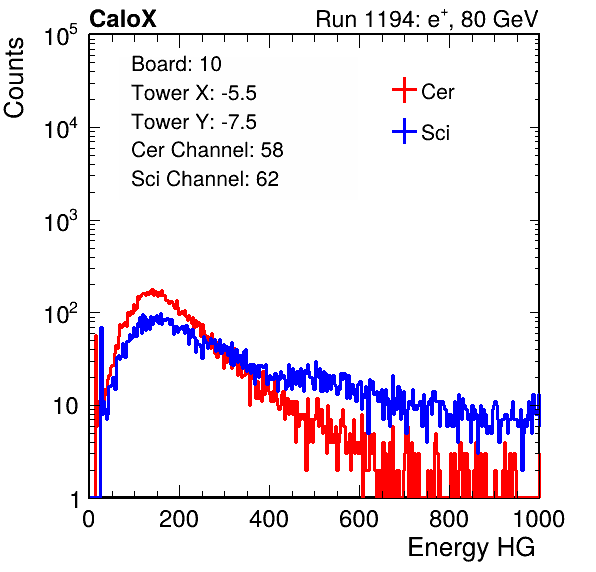 CaloX Run 1194: e⁺, 80 GeV
Counts
10⁵
10⁴
10³
10²
10
1
Board: 10
Tower X: -5.5
Tower Y: -7.5
Cer Channel: 58
Sci Channel: 62
Cer
Sci
0 200 400 600 800 1000
Energy HG